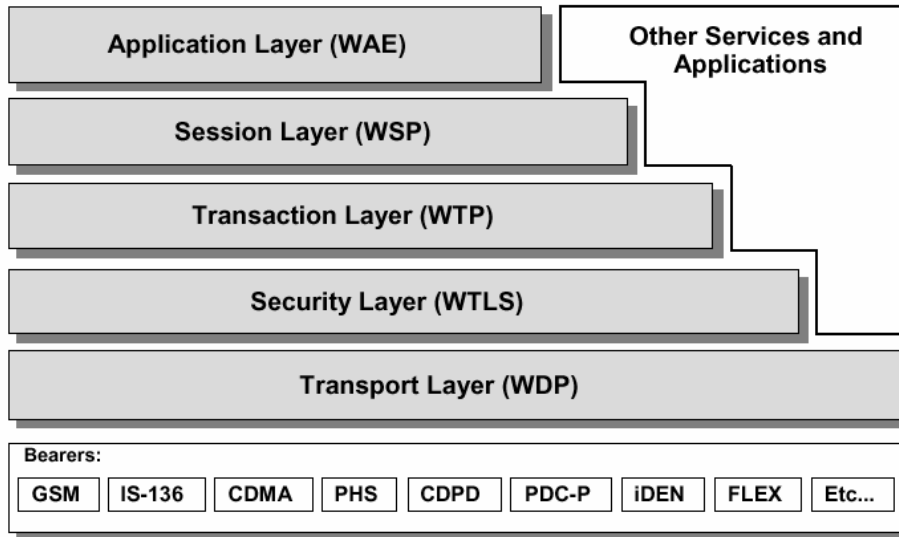 Application Layer (WAE)
Other Services and
Applications
Session Layer (WSP)
Transaction Layer (WTP)
Security Layer (WTLS)
Transport Layer (WDP)
Bearers:
GSM IS-136 CDMA PHS CDPD PDC-P iDEN FLEX Etc...